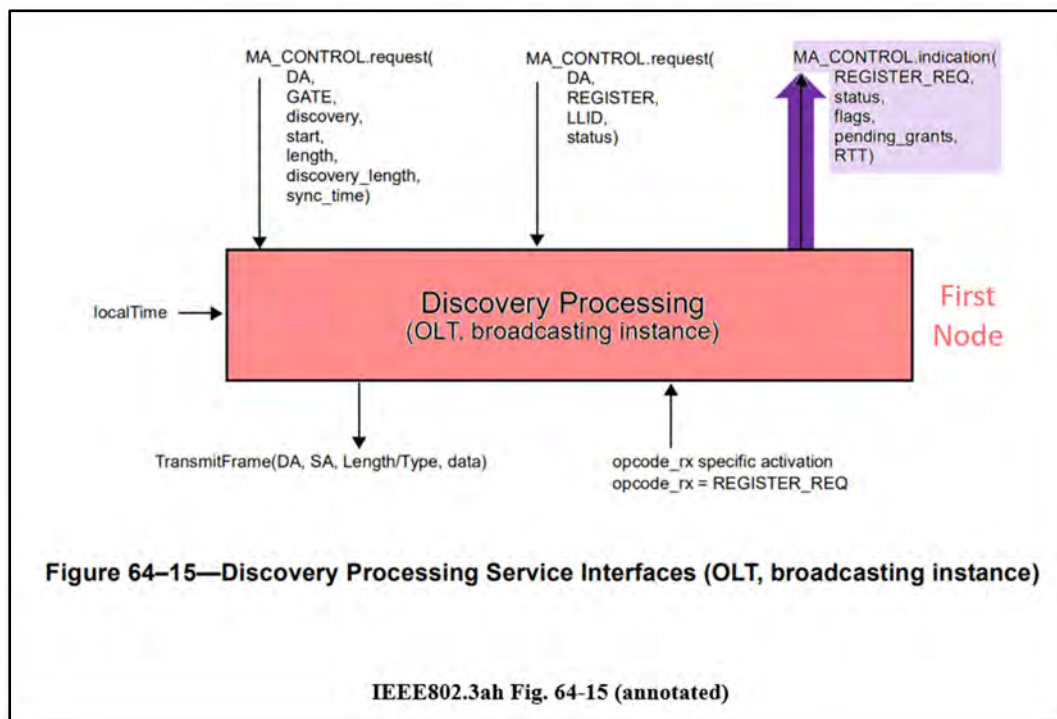 MA_CONTROL.request(
DA,
GATE,
discovery,
start,
length,
discovery_length,
sync_time)
MA_CONTROL.request(
DA,
REGISTER,
LLID,
status)
MA_CONTROL.indication(
REGISTER_REQ,
status,
flags,
pending_grants,
RTT)
localTime
Discovery Processing
(OLT, broadcasting instance)
First
Node
TransmitFrame(DA, SA, Length/Type, data)
opcode_rx specific activation
opcode_rx = REGISTER_REQ
Figure 64–15—Discovery Processing Service Interfaces (OLT, broadcasting instance)
IEEE802.3ah Fig. 64-15 (annotated)